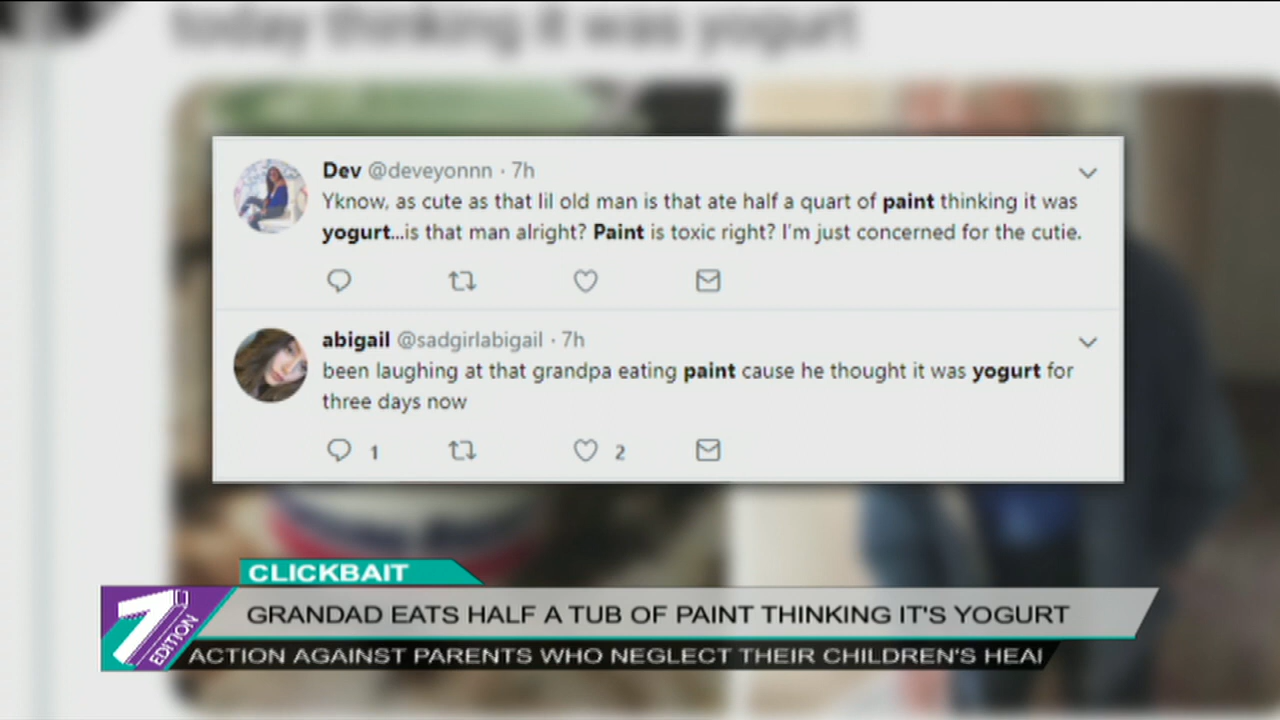 today thinking it was yogurt
Dev @deveyonnn · 7h
Yknow, as cute as that lil old man is that ate half a quart of paint thinking it was
yogurt...is that man alright? Paint is toxic right? I'm just concerned for the cutie.
abigail @sadgirlabigail · 7h
been laughing at that grandpa eating paint cause he thought it was yogurt for
three days now
1
2
CLICKBAIT
7 EDITION
GRANDAD EATS HALF A TUB OF PAINT THINKING IT'S YOGURT
ACTION AGAINST PARENTS WHO NEGLECT THEIR CHILDREN'S HEAI